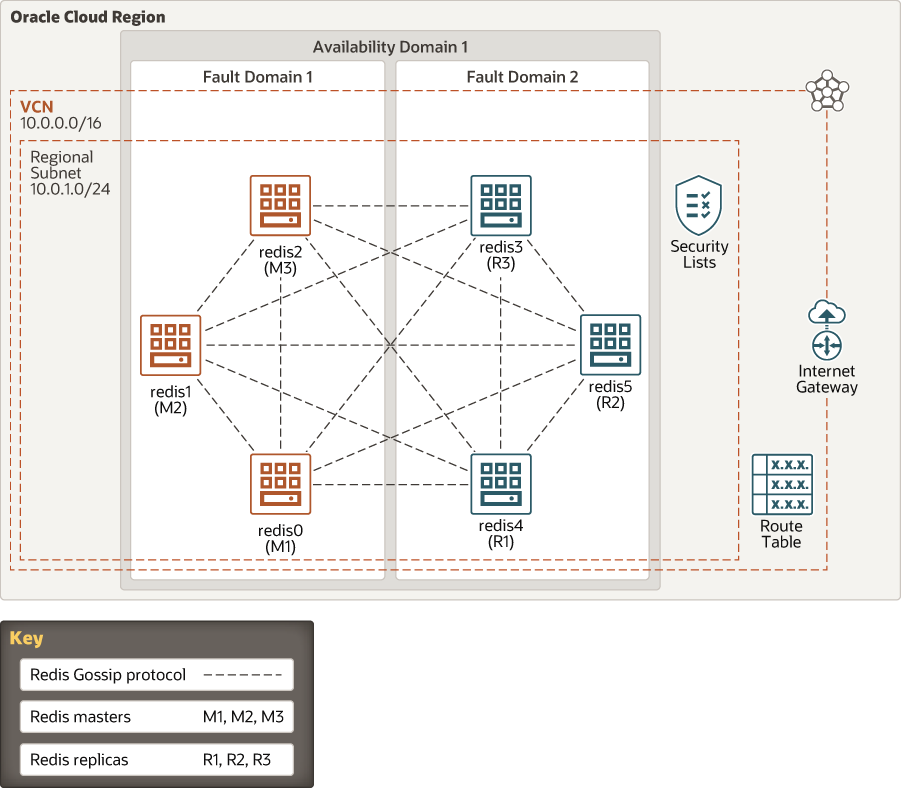 Oracle Cloud Region
Availability Domain 1
Fault Domain 1
Fault Domain 2
VCN
10.0.0.0/16
Regional
Subnet
10.0.1.0/24
redis2
(M3)
redis3
(R3)
Security
Lists
redis1
(M2)
redis5
(R2)
Internet
Gateway
redis0
(M1)
redis4
(R1)
X.X.X.
X.X.X.
X.X.X.
Route
Table
Key
Redis Gossip protocol
Redis masters M1, M2, M3
Redis replicas R1, R2, R3